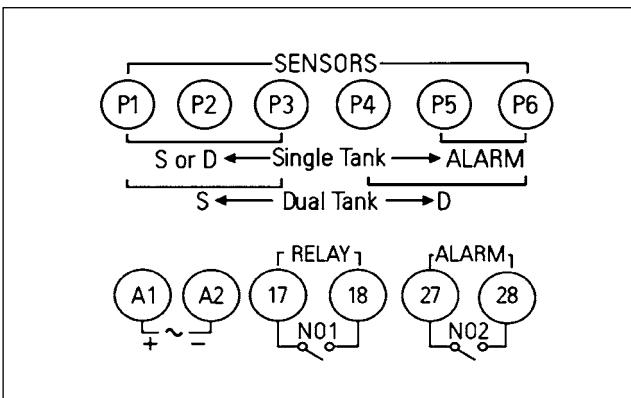 SENSORS
P1 P2 P3 P4 P5 P6
S or D Single Tank ALARM
S Dual Tank D
RELAY ALARM
A1 A2 17 18 27 28
+ ~ − NO1 NO2